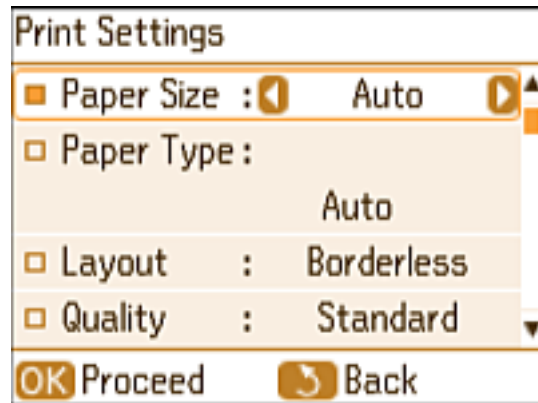 Print Settings
Paper Size : Auto
Paper Type :
Auto
Layout : Borderless
Quality : Standard
OK Proceed Back